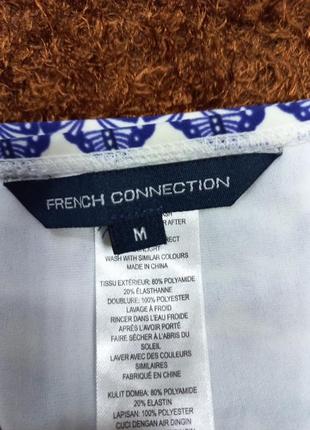 FRENCH CONNECTION
M
AFTER
WASH WITH SIMILAR COLOURS
MADE IN CHINA
TISSU EXTÉRIEUR: 80% POLYAMIDE
20% ÉLASTHANNE
DOUBLURE: 100% POLYESTER
LAVAGE À FROID
RINCER DANS L'EAU FROIDE
APRÈS L'AVOIR PORTÉ
FAIRE SÉCHER À L'ABRIS DU
SOLEIL
LAVER AVEC DES COULEURS
SIMILAIRES
FABRIQUÉ EN CHINE
KULIT DOMBA: 80% POLYAMIDE
20% ELASTIN
LAPISAN: 100% POLYESTER
CUCI DENGAN AIR DINGIN